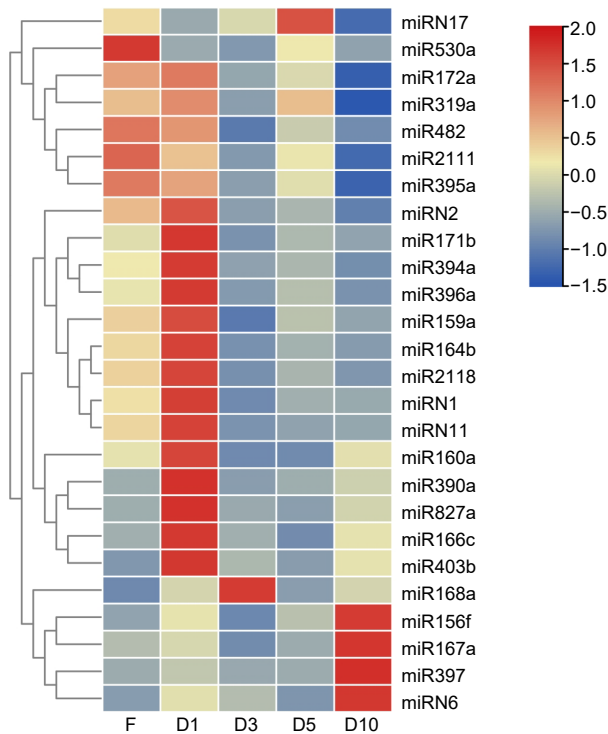 miRN17
miR530a
miR172a
miR319a
miR482
miR2111
miR395a
miRN2
miR171b
miR394a
miR396a
miR159a
miR164b
miR2118
miRN1
miRN11
miR160a
miR390a
miR827a
miR166c
miR403b
miR168a
miR156f
miR167a
miR397
miRN6
F D1 D3 D5 D10
2.0
1.5
1.0
0.5
0.0
−0.5
−1.0
−1.5